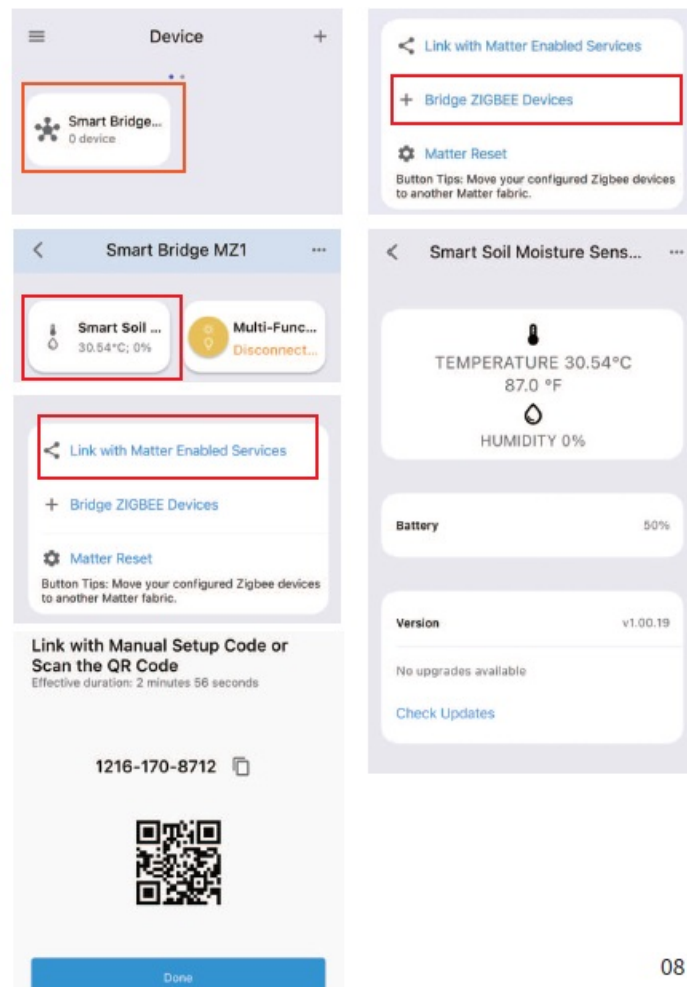 Device
+
Smart Bridge...
0 device
Link with Matter Enabled Services
+ Bridge ZIGBEE Devices
Matter Reset
Button Tips: Move your configured Zigbee devices
to another Matter fabric.
Smart Bridge MZ1
...
Smart Soil ...
30.54°C; 0%
Multi-Func...
Disconnect...
Smart Soil Moisture Sens...
...
TEMPERATURE 30.54°C
87.0 °F
HUMIDITY 0%
Battery 50%
Version v1.00.19
No upgrades available
Check Updates
Link with Matter Enabled Services
+ Bridge ZIGBEE Devices
Matter Reset
Button Tips: Move your configured Zigbee devices
to another Matter fabric.
Link with Manual Setup Code or
Scan the QR Code
Effective duration: 2 minutes 56 seconds
1216-170-8712
Done
08